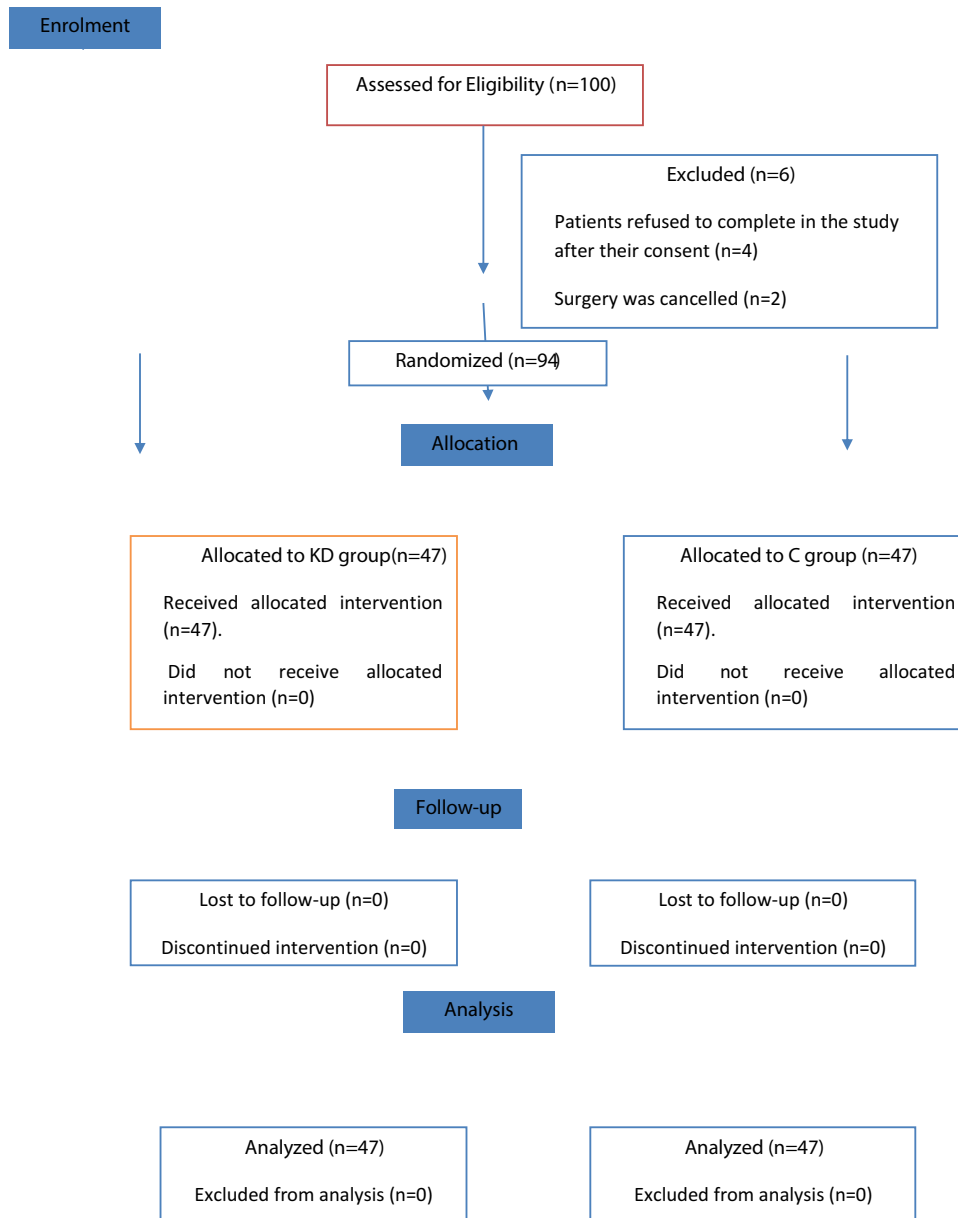 Enrolment
Assessed for Eligibility (n=100)
Excluded (n=6)
Patients refused to complete in the study
after their consent (n=4)
Surgery was cancelled (n=2)
Randomized (n=94)
Allocation
Allocated to KD group(n=47)
Received allocated intervention
(n=47).
Did not receive allocated
intervention (n=0)
Allocated to C group (n=47)
Received allocated intervention
(n=47).
Did not receive allocated
intervention (n=0)
Follow-up
Lost to follow-up (n=0)
Discontinued intervention (n=0)
Lost to follow-up (n=0)
Discontinued intervention (n=0)
Analysis
Analyzed (n=47)
Excluded from analysis (n=0)
Analyzed (n=47)
Excluded from analysis (n=0)